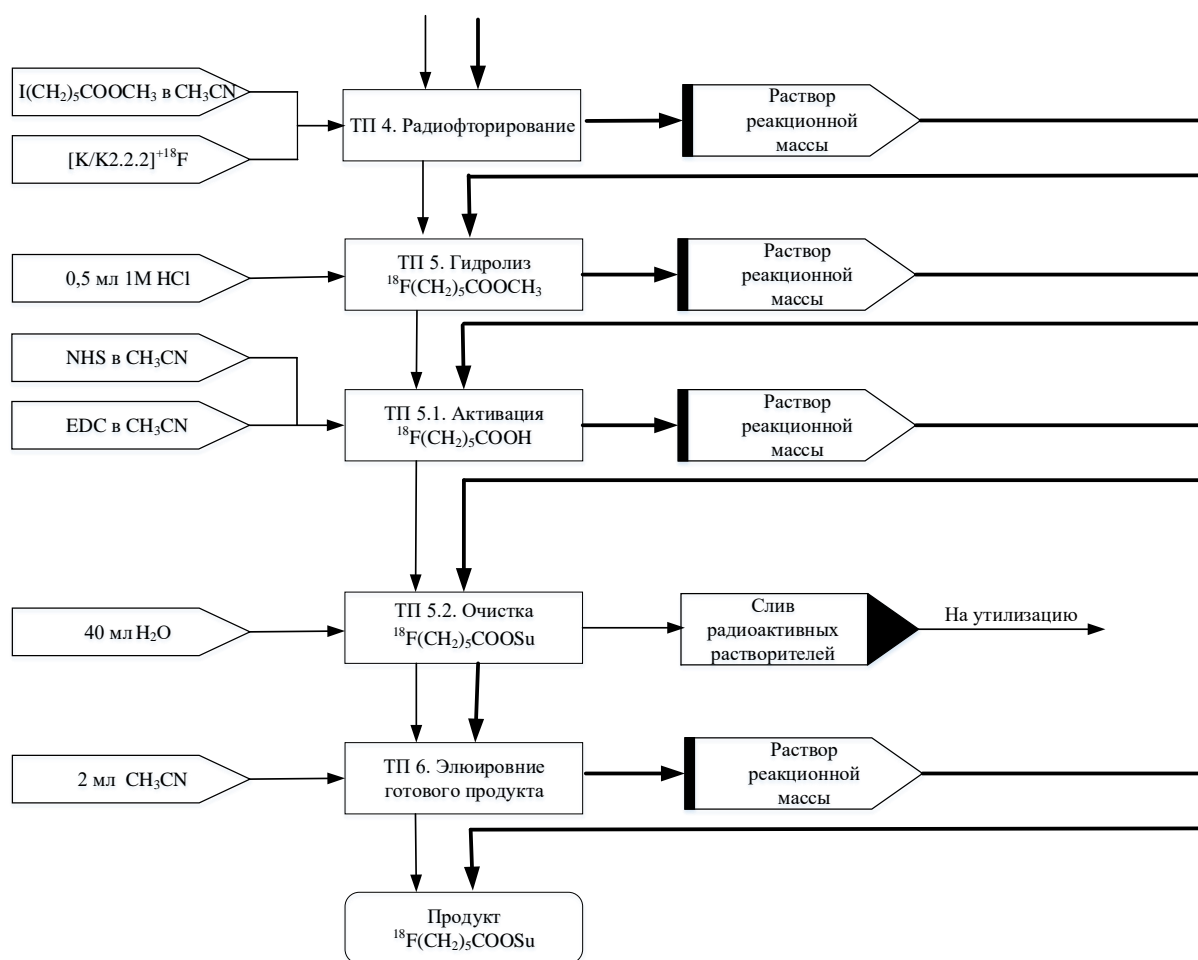 I(CH₂)₅COOCH₃ в CH₃CN
[K/K2.2.2]⁺¹⁸F
ТП 4. Радиофторирование
Раствор
реакционной
массы
0,5 мл 1М HCl
ТП 5. Гидролиз
¹⁸F(CH₂)₅COOCH₃
Раствор
реакционной
массы
NHS в CH₃CN
EDC в CH₃CN
ТП 5.1. Активация
¹⁸F(CH₂)₅COOH
Раствор
реакционной
массы
40 мл H₂O
ТП 5.2. Очистка
¹⁸F(CH₂)₅COOSu
Слив
радиоактивных
растворителей
На утилизацию
2 мл CH₃CN
ТП 6. Элюировние
готового продукта
Раствор
реакционной
массы
Продукт
¹⁸F(CH₂)₅COOSu